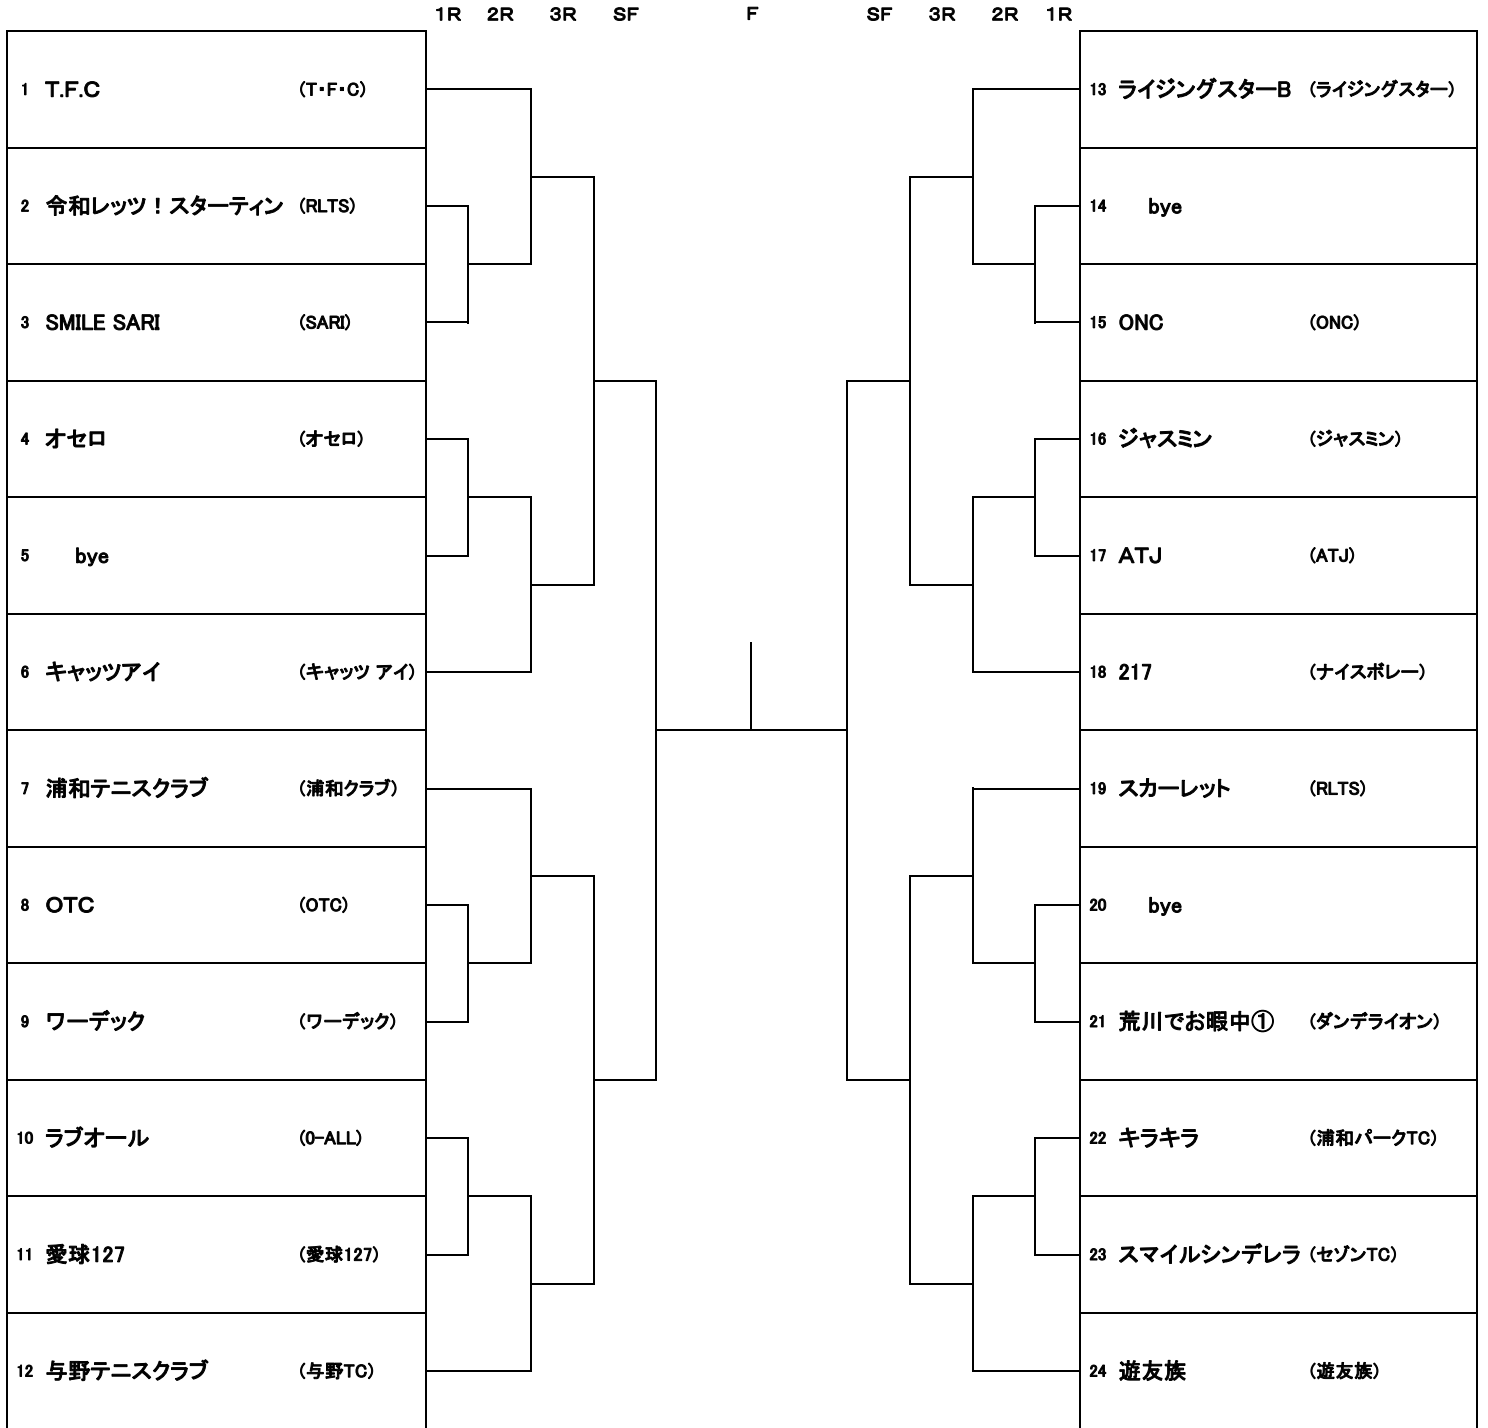 1R 2R 3R SF F SF 3R 2R 1R
1 T.F.C (T・F・C)
2 令和レッツ！スターティン (RLTS)
3 SMILE SARI (SARI)
4 オセロ (オセロ)
5 bye
6 キャッツアイ (キャッツ アイ)
7 浦和テニスクラブ (浦和クラブ)
8 OTC (OTC)
9 ワーデック (ワーデック)
10 ラブオール (0-ALL)
11 愛球127 (愛球127)
12 与野テニスクラブ (与野TC)
13 ライジングスターB (ライジングスター)
14 bye
15 ONC (ONC)
16 ジャスミン (ジャスミン)
17 ATJ (ATJ)
18 217 (ナイスボレー)
19 スカーレット (RLTS)
20 bye
21 荒川でお暇中① (ダンデライオン)
22 キラキラ (浦和パークTC)
23 スマイルシンデレラ (セゾンTC)
24 遊友族 (遊友族)